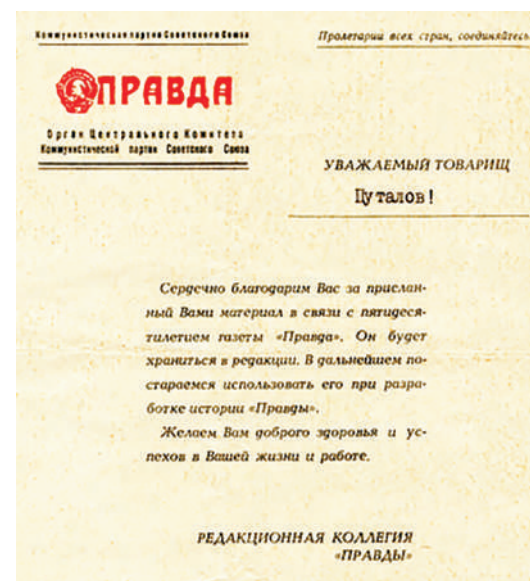 Коммунистическая партия Советского Союза
Пролетарии всех стран, соединяйтесь
ПРАВДА
Орган Центрального Комитета
Коммунистической партии Советского Союза
УВАЖАЕМЫЙ ТОВАРИЩ
Цуталов!
Сердечно благодарим Вас за прислан-
ный Вами материал в связи с пятидеся-
тилетием газеты «Правда». Он будет
храниться в редакции. В дальнейшем по-
стараемся использовать его при разра-
ботке истории «Правды».
Желаем Вам доброго здоровья и ус-
пехов в Вашей жизни и работе.
РЕДАКЦИОННАЯ КОЛЛЕГИЯ
«ПРАВДЫ»